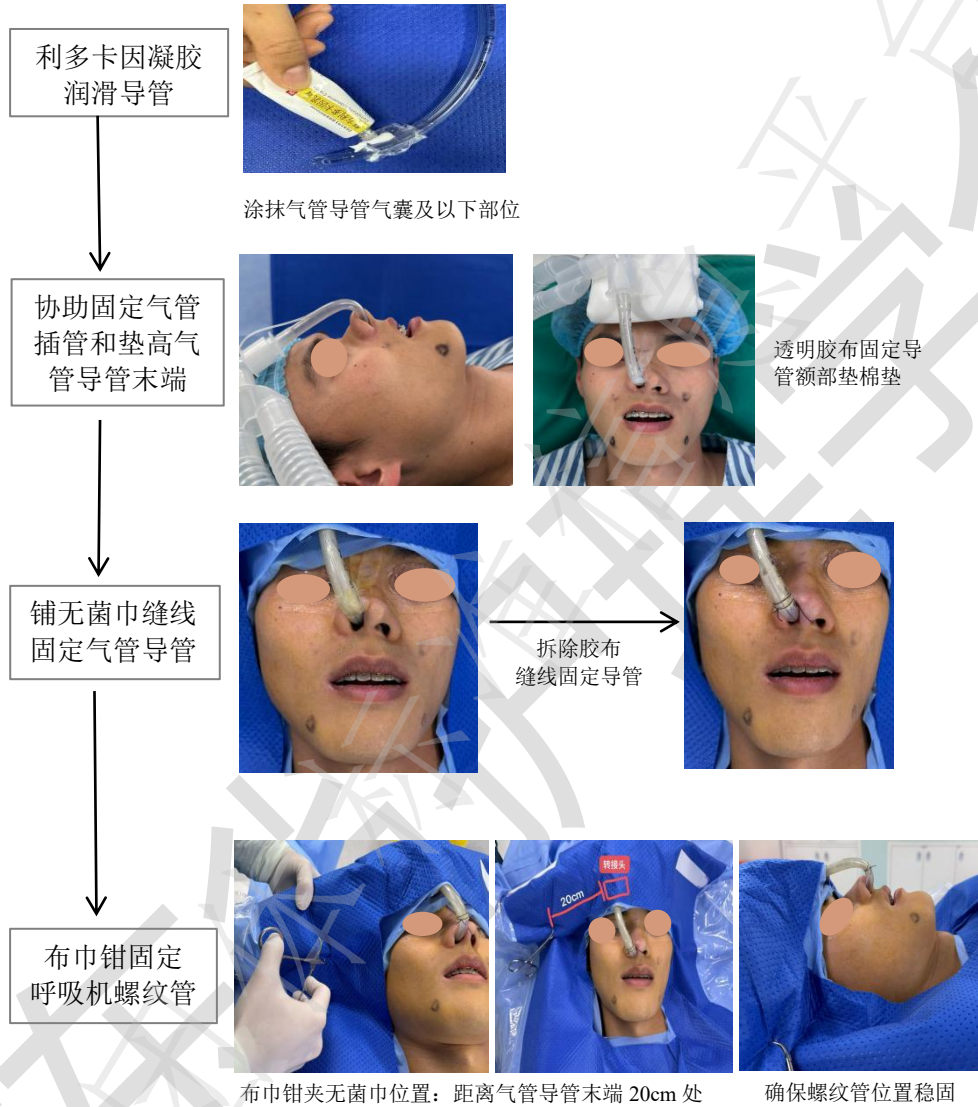 利多卡因凝胶
润滑导管
涂抹气管导管气囊及以下部位
协助固定气管
插管和垫高气
管导管末端
透明胶布固定导
管额部垫棉垫
铺无菌巾缝线
固定气管导管
拆除胶布
缝线固定导管
转接头
20cm
布巾钳固定
呼吸机螺纹管
布巾钳夹无菌巾位置：距离气管导管末端 20cm 处
确保螺纹管位置稳固